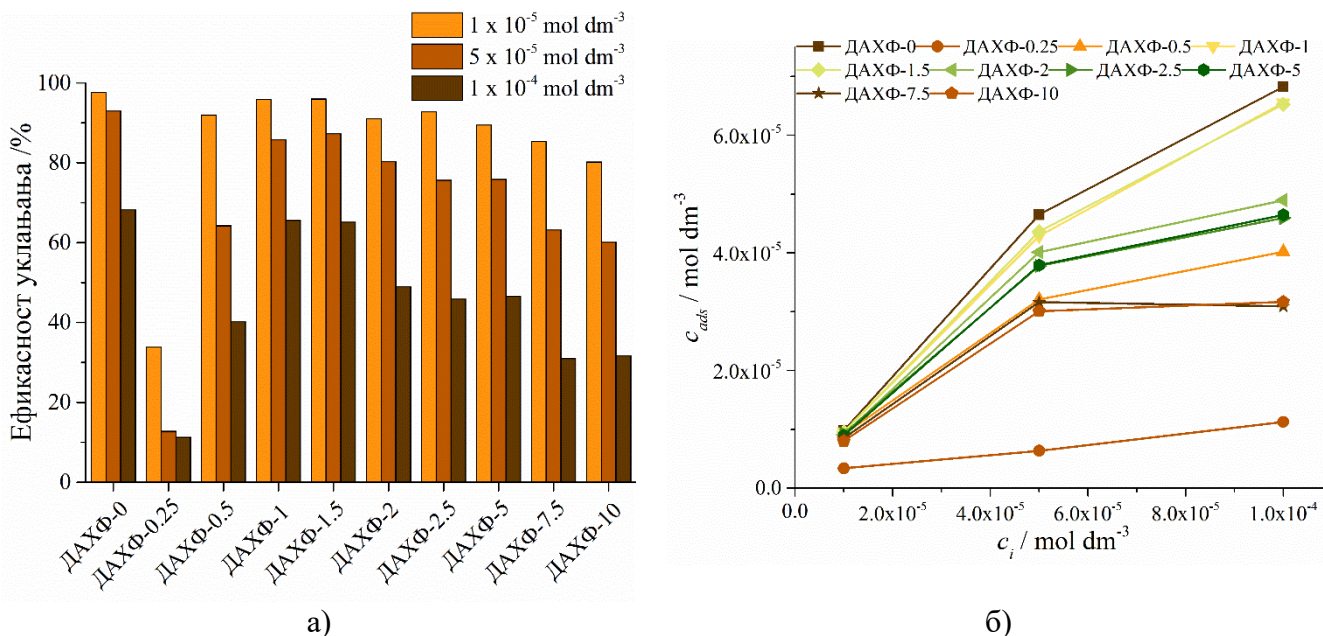 1 x 10⁻⁵ mol dm⁻³
5 x 10⁻⁵ mol dm⁻³
1 x 10⁻⁴ mol dm⁻³
Ефикасност уклањања /%
100
80
60
40
20
0
ДАХФ-0
ДАХФ-0.25
ДАХФ-0.5
ДАХФ-1
ДАХФ-1.5
ДАХФ-2
ДАХФ-2.5
ДАХФ-5
ДАХФ-7.5
ДАХФ-10
а)
ДАХФ-0 ДАХФ-0.25 ДАХФ-0.5 ДАХФ-1
ДАХФ-1.5 ДАХФ-2 ДАХФ-2.5 ДАХФ-5
ДАХФ-7.5 ДАХФ-10
c_ads / mol dm⁻³
6.0x10⁻⁵
4.0x10⁻⁵
2.0x10⁻⁵
0.0
0.0 2.0x10⁻⁵ 4.0x10⁻⁵ 6.0x10⁻⁵ 8.0x10⁻⁵ 1.0x10⁻⁴
c_i / mol dm⁻³
б)